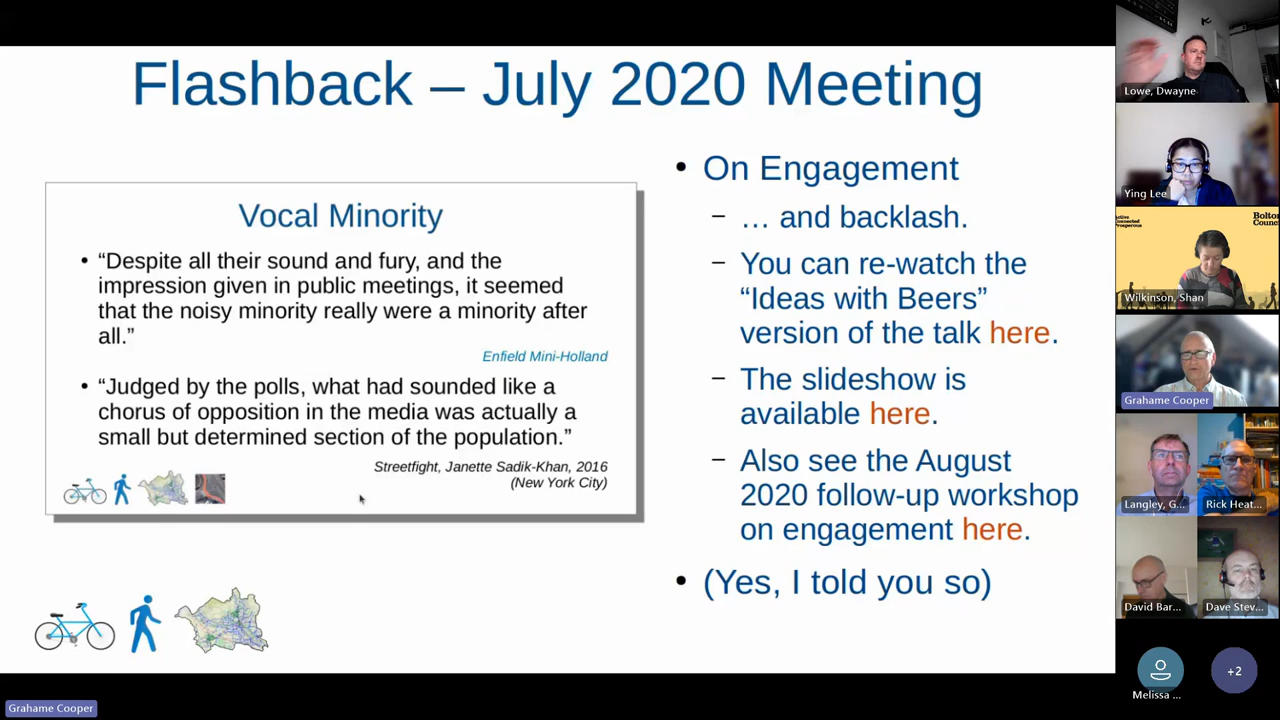 Flashback – July 2020 Meeting
Vocal Minority
• “Despite all their sound and fury, and the
impression given in public meetings, it seemed
that the noisy minority really were a minority after
all.”
Enfield Mini-Holland
• “Judged by the polls, what had sounded like a
chorus of opposition in the media was actually a
small but determined section of the population.”
Streetfight, Janette Sadik-Khan, 2016
(New York City)
• On Engagement
– … and backlash.
– You can re-watch the
“Ideas with Beers”
version of the talk here.
– The slideshow is
available here.
– Also see the August
2020 follow-up workshop
on engagement here.
• (Yes, I told you so)
Lowe, Dwayne
Ying Lee
Connected
Prosperous
Bolton
Council
Wilkinson, Shan
Grahame Cooper
Langley, G...
Rick Heat...
David Bar...
Dave Stev...
Melissa ...
+2
Grahame Cooper